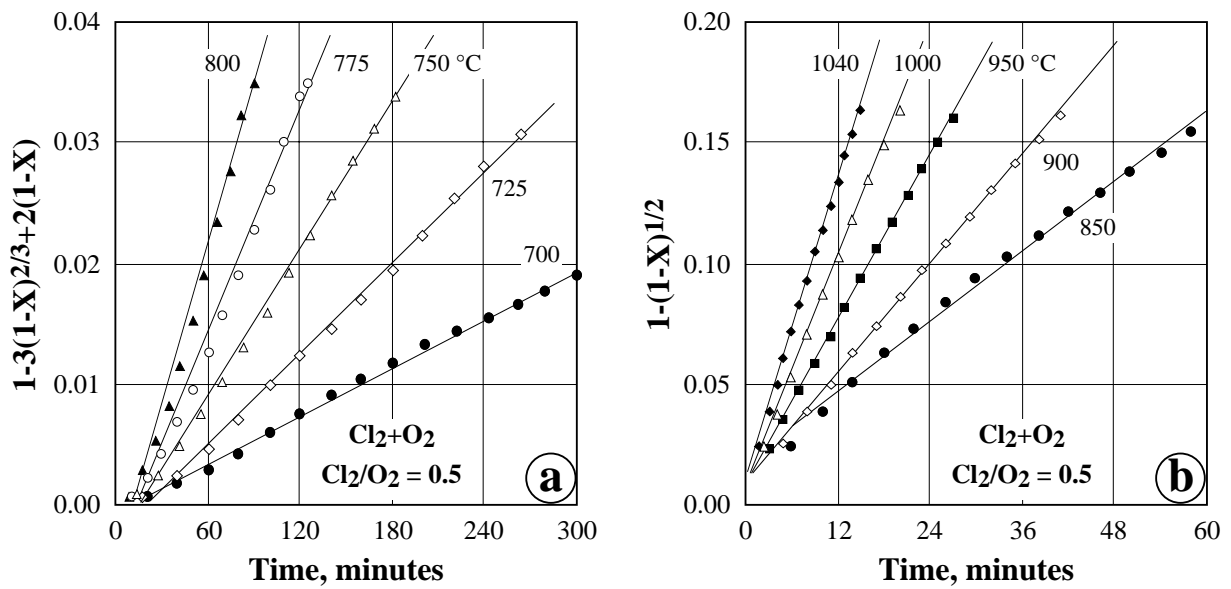 1-3(1-X)2/3+2(1-X)
0.04
0.03
0.02
0.01
0.00
800
775
750 °C
725
700
Cl2+O2
Cl2/O2 = 0.5
a
0
60
120
180
240
300
Time, minutes
1-(1-X)1/2
0.20
0.15
0.10
0.05
0.00
1040
1000
950 °C
900
850
Cl2+O2
Cl2/O2 = 0.5
b
0
12
24
36
48
60
Time, minutes